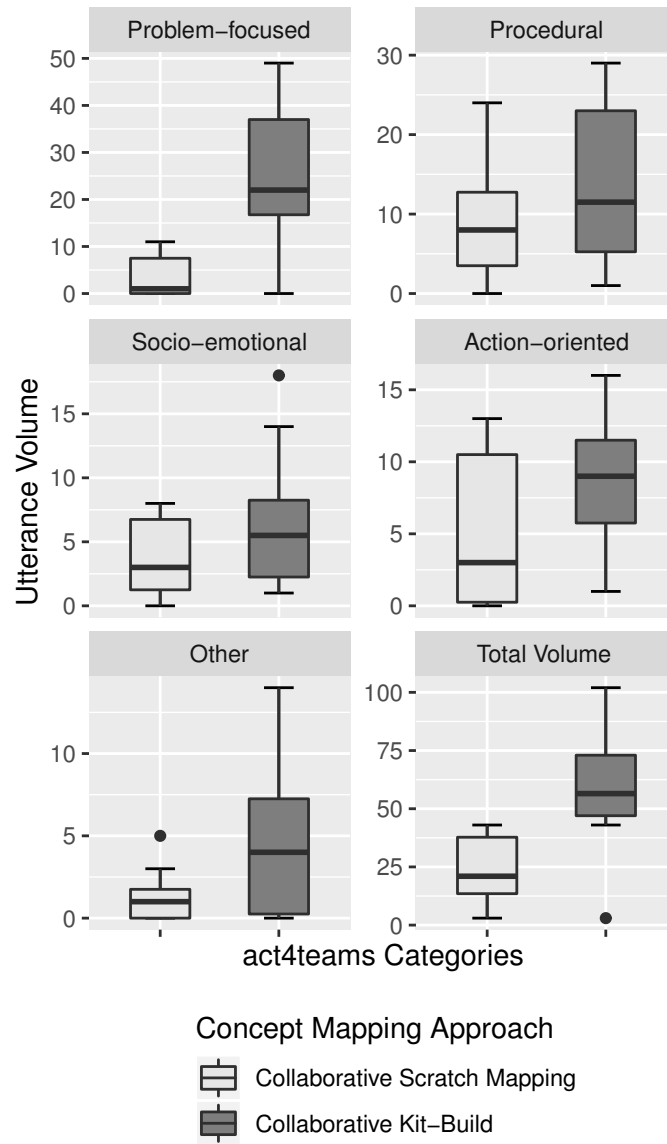 Problem−focused
Procedural
50
40
30
20
10
0
30
20
10
0
Socio−emotional
Action−oriented
15
10
5
0
15
10
5
0
Utterance Volume
Other
Total Volume
10
5
0
100
75
50
25
0
act4teams Categories
Concept Mapping Approach
Collaborative Scratch Mapping
Collaborative Kit−Build